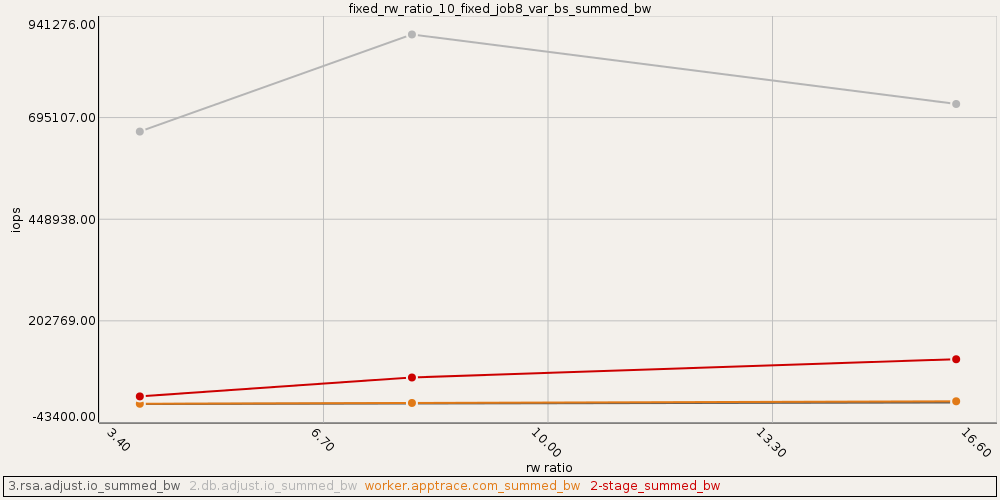 fixed_rw_ratio_10_fixed_job8_var_bs_summed_bw
941276.00
695107.00
448938.00
202769.00
-43400.00
iops
3.40
6.70
10.00
13.30
16.60
rw ratio
3.rsa.adjust.io_summed_bw 2.db.adjust.io_summed_bw worker.apptrace.com_summed_bw 2-stage_summed_bw